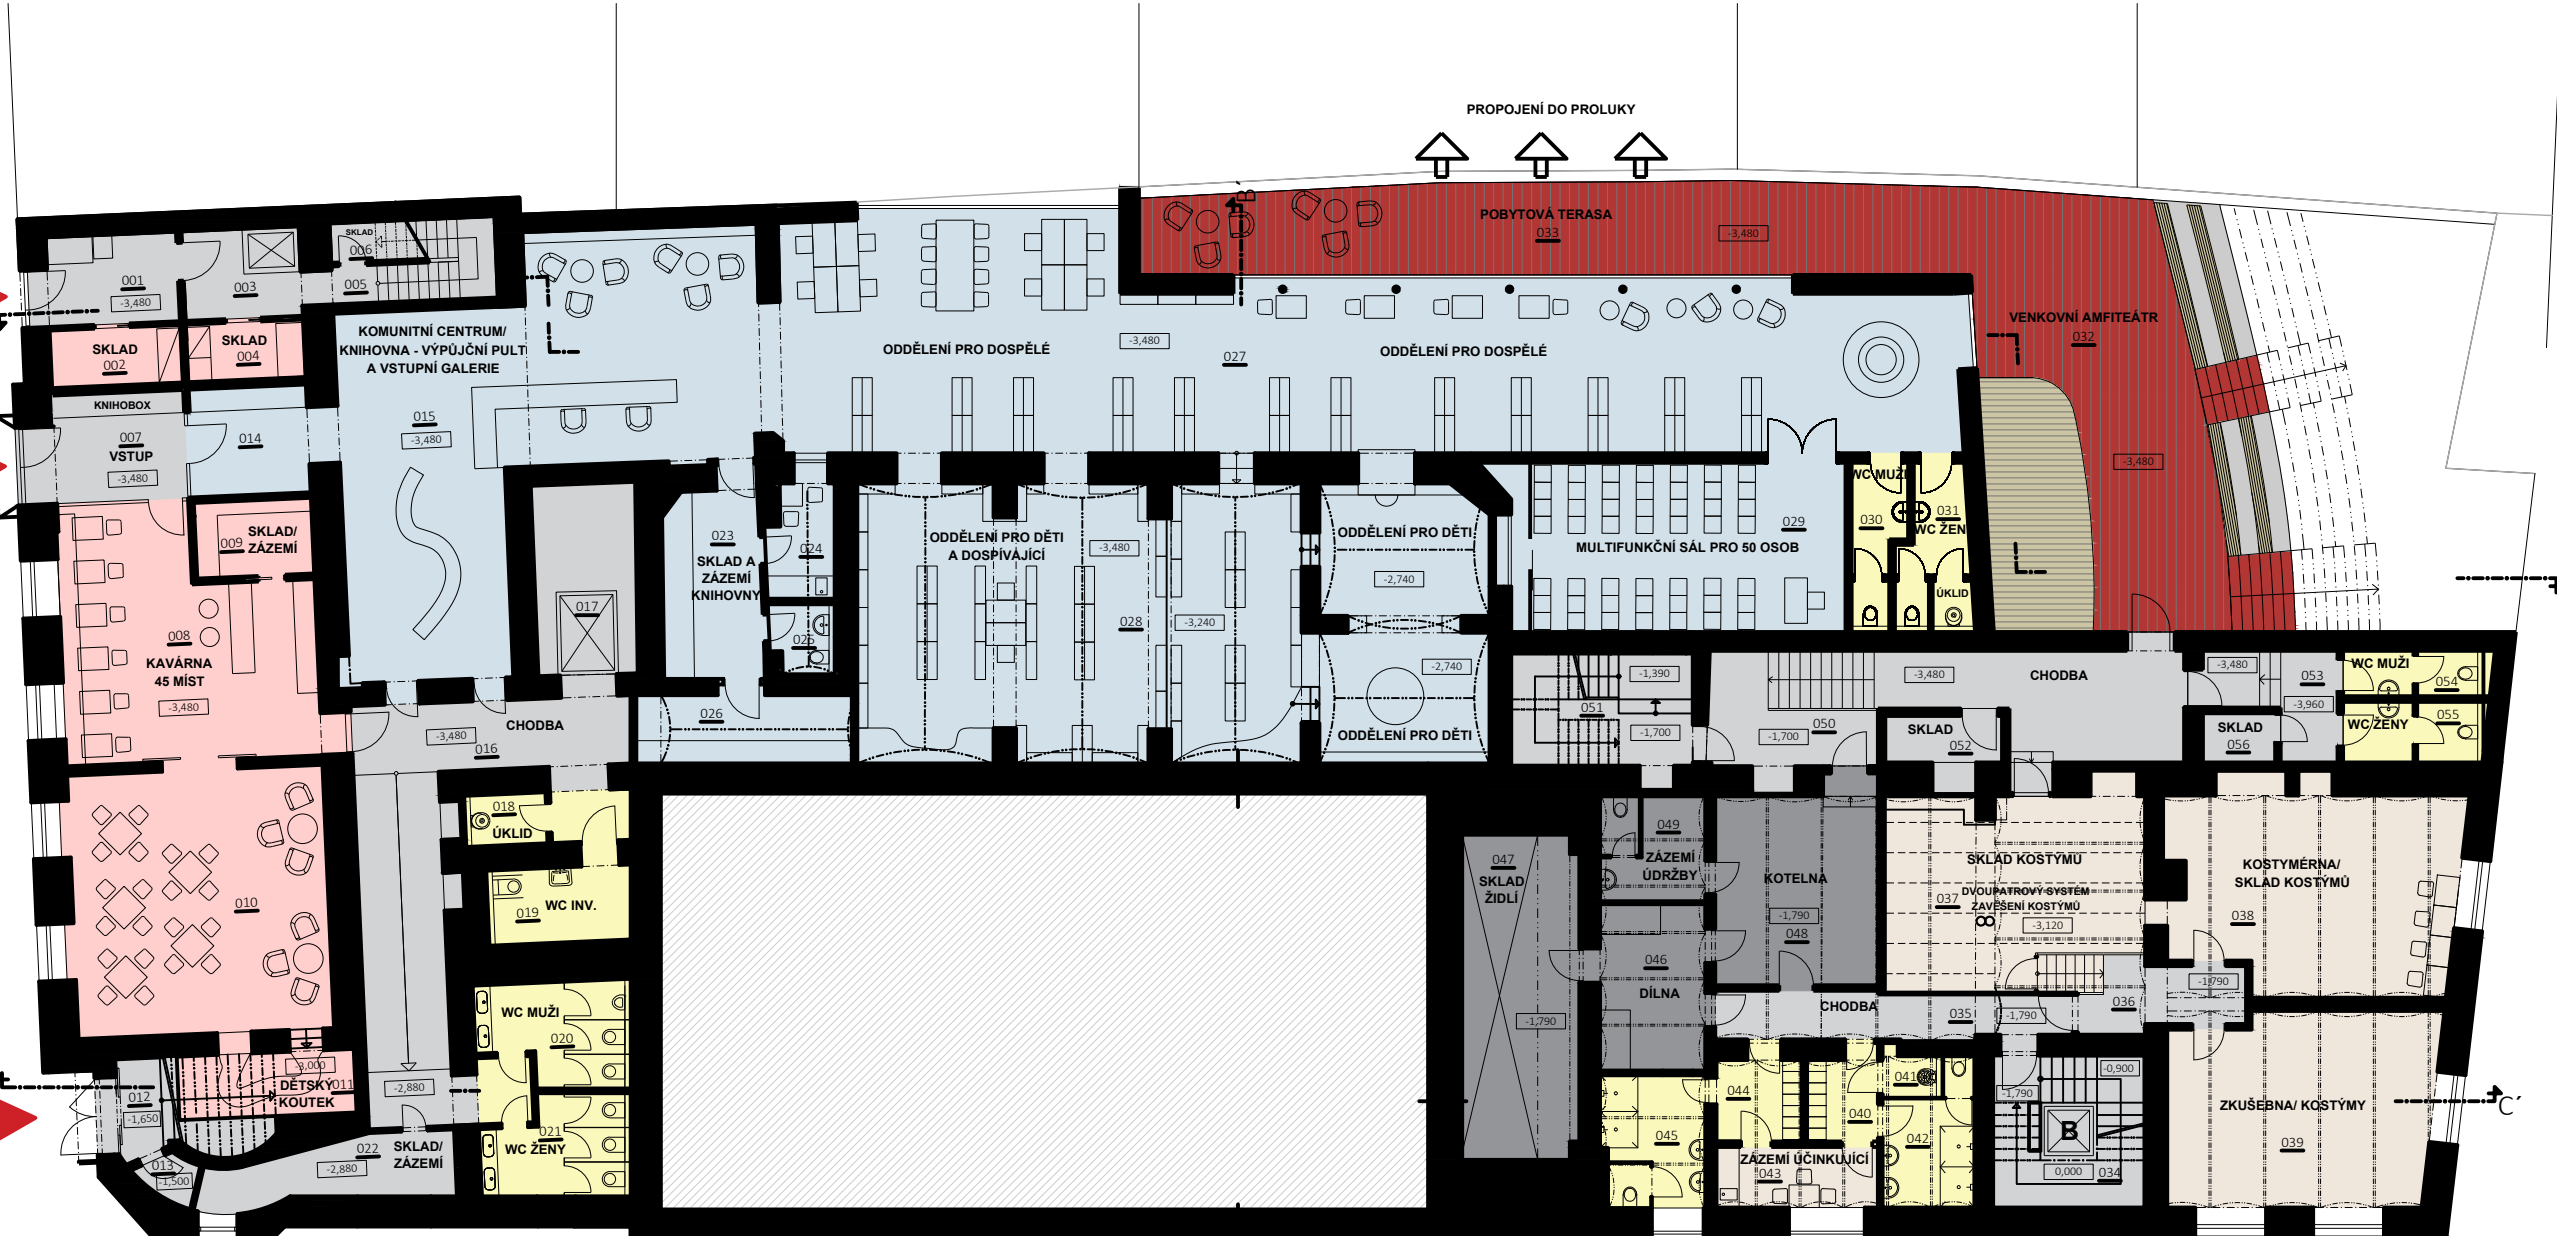 PROPOJENÍ DO PROLUKY
B´
POBYTOVÁ TERASA
033
-3,480
SKLAD
006
001
-3,480
003
005
VENKOVNÍ AMFITEÁTR
032
-3,480
KOMUNITNÍ CENTRUM/
KNIHOVNA - VÝPŮJČNÍ PULT
A VSTUPNÍ GALERIE
015
-3,480
ODDĚLENÍ PRO DOSPĚLÉ
-3,480
027
ODDĚLENÍ PRO DOSPĚLÉ
SKLAD
002
SKLAD
004
KNIHOBOX
007
VSTUP
-3,480
014
SKLAD/
009
ZÁZEMÍ
008
KAVÁRNA
45 MÍST
-3,480
017
023
SKLAD A
ZÁZEMÍ
KNIHOVNY
024
025
026
ODDĚLENÍ PRO DĚTI
A DOSPÍVAJÍCÍ
-3,480
028
-3,240
ODDĚLENÍ PRO DĚTI
-2,740
-2,740
ODDĚLENÍ PRO DĚTI
029
MULTIFUNKČNÍ SÁL PRO 50 OSOB
WC MUŽI
030
031
WC ŽENY
ÚKLID
CHODBA
-3,480
016
051
-1,390
-1,700
050
-1,700
-3,480
CHODBA
SKLAD
052
-3,480
053
-3,960
SKLAD
056
WC MUŽI
054
WC ŽENY
055
010
018
ÚKLID
019
WC INV.
WC MUŽI
020
021
WC ŽENY
-3,000
DĚTSKÝ
011
KOUTEK
012
-1,650
013
-1,500
-2,880
022
SKLAD/
ZÁZEMÍ
-2,880
047
SKLAD
ŽIDLÍ
-1,790
049
ZÁZEMÍ
ÚDRŽBY
046
DÍLNA
KOTELNA
-1,790
048
SKLAD KOSTÝMŮ
DVOUPATROVÝ SYSTÉM
ZAVĚŠENÍ KOSTÝMŮ
037
8
-3,120
KOSTYMÉRNA/
SKLAD KOSTÝMŮ
038
CHODBA
035
-1,790
036
-1,790
044
045
040
041
042
ZÁZEMÍ ÚČINKUJÍCÍ
043
-1,790
-0,900
B
0,000
034
ZKUŠEBNA/ KOSTÝMY
039
C´